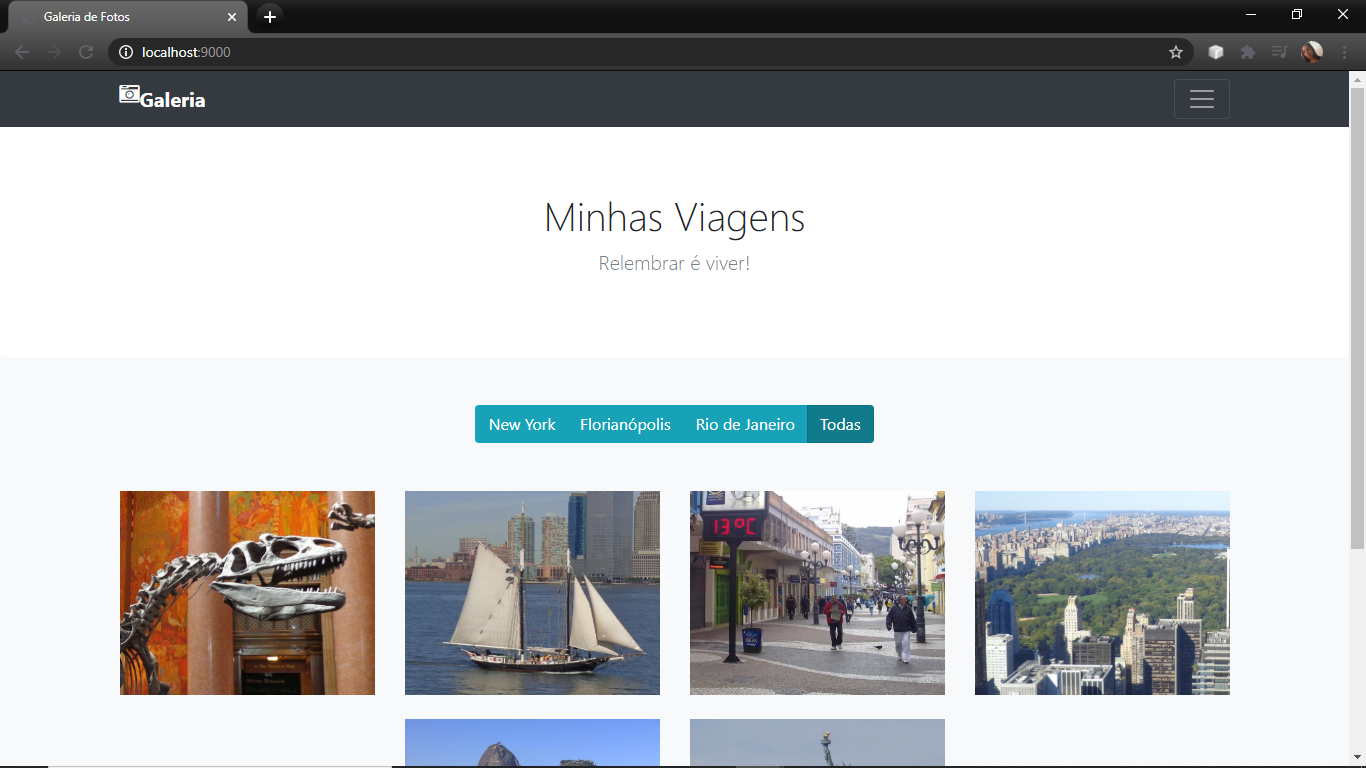 Galeria de Fotos
localhost:9000
Galeria
Minhas Viagens
Relembrar é viver!
New York Florianópolis Rio de Janeiro Todas
13°C